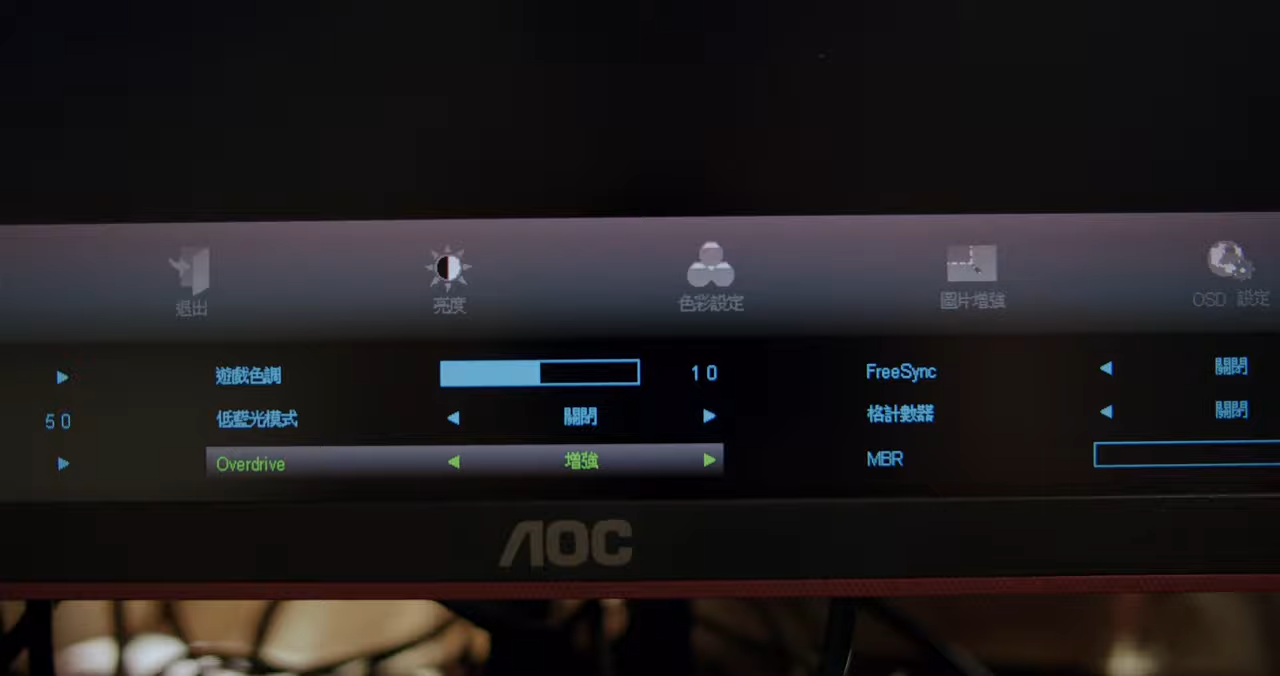 退出 亮度 色彩設定 圖片增強 OSD 設定
遊戲色調 10 FreeSync 關閉
50 低藍光模式 關閉 格計數器 關閉
Overdrive 增強 MBR
AOC